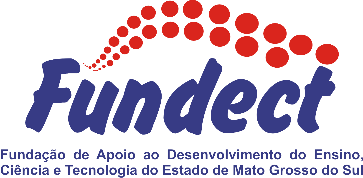 Fundect
Fundação de Apoio ao Desenvolvimento do Ensino,
Ciência e Tecnologia do Estado de Mato Grosso do Sul